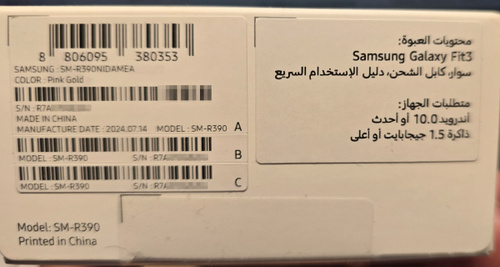 8 806095 380353
SAMSUNG : SM-R390NIDAMEA
COLOR : Pink Gold
S/N : R7A
MADE IN CHINA
MANUFACTURE DATE : 2024.07.14 MODEL : SM-R390 A
MODEL : SM-R390 S/N : R7A B
MODEL : SM-R390 S/N : R7A C
محتويات العبوة:
Samsung Galaxy Fit3
سوار، كابل الشحن، دليل الإستخدام السريع
متطلبات الجهاز:
أندرويد 10.0 أو أحدث
ذاكرة 1.5 جيجابايت أو أعلى
Model: SM-R390
Printed in China